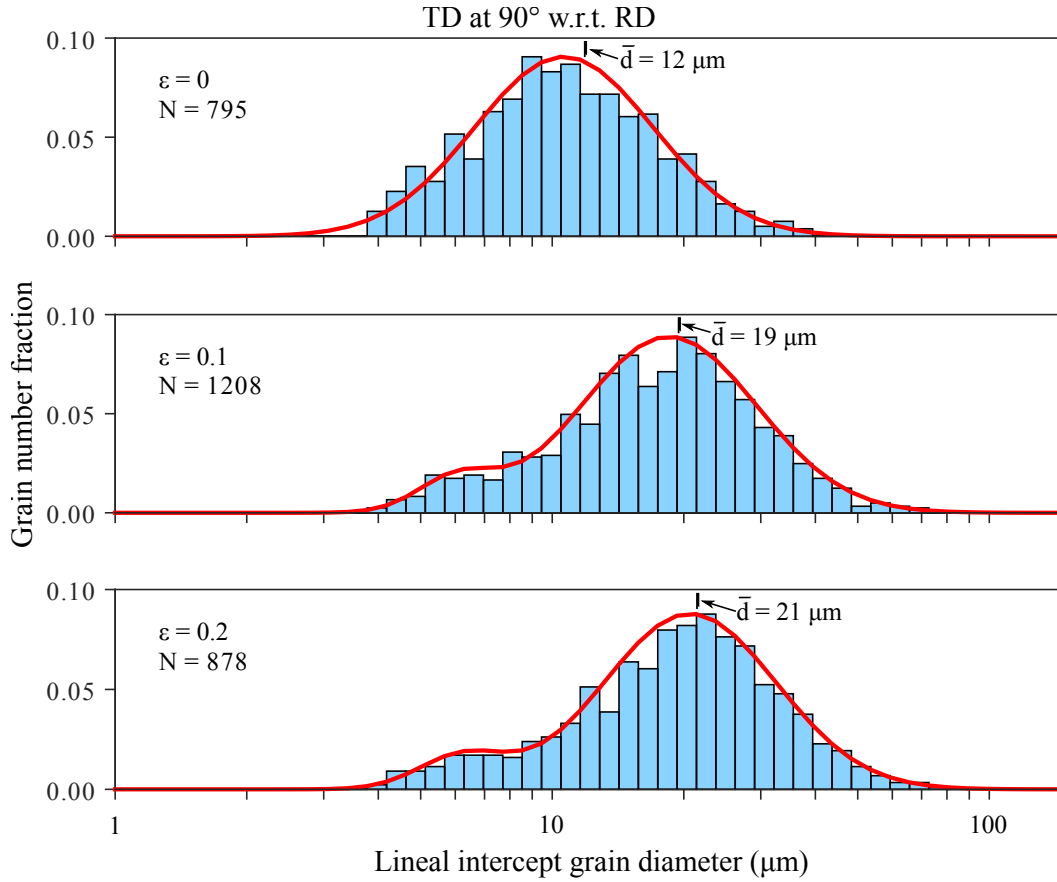 TD at 90° w.r.t. RD
0.10
d̄ = 12 μm
ε = 0
N = 795
0.05
0.00
0.10
d̄ = 19 μm
ε = 0.1
N = 1208
0.05
0.00
0.10
d̄ = 21 μm
ε = 0.2
N = 878
0.05
0.00
Grain number fraction
1
10
100
Lineal intercept grain diameter (μm)